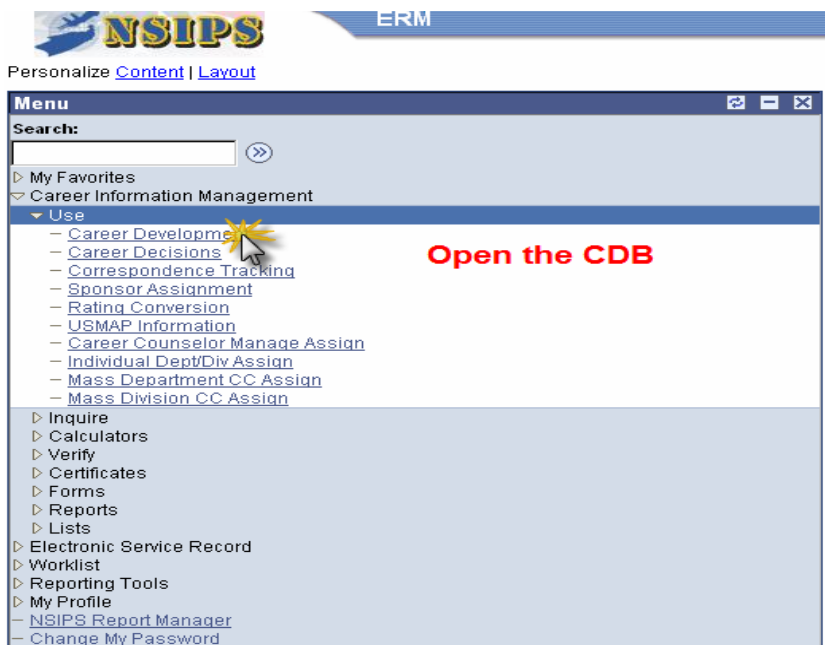 NSIPS
ERM
Personalize Content | Layout
Menu
Search:
My Favorites
Career Information Management
Use
Career Developme
Career Decisions
Open the CDB
Correspondence Tracking
Sponsor Assignment
Rating Conversion
USMAP Information
Career Counselor Manage Assign
Individual Dept/Div Assign
Mass Department CC Assign
Mass Division CC Assign
Inquire
Calculators
Verify
Certificates
Forms
Reports
Lists
Electronic Service Record
Worklist
Reporting Tools
My Profile
NSIPS Report Manager
Change My Password